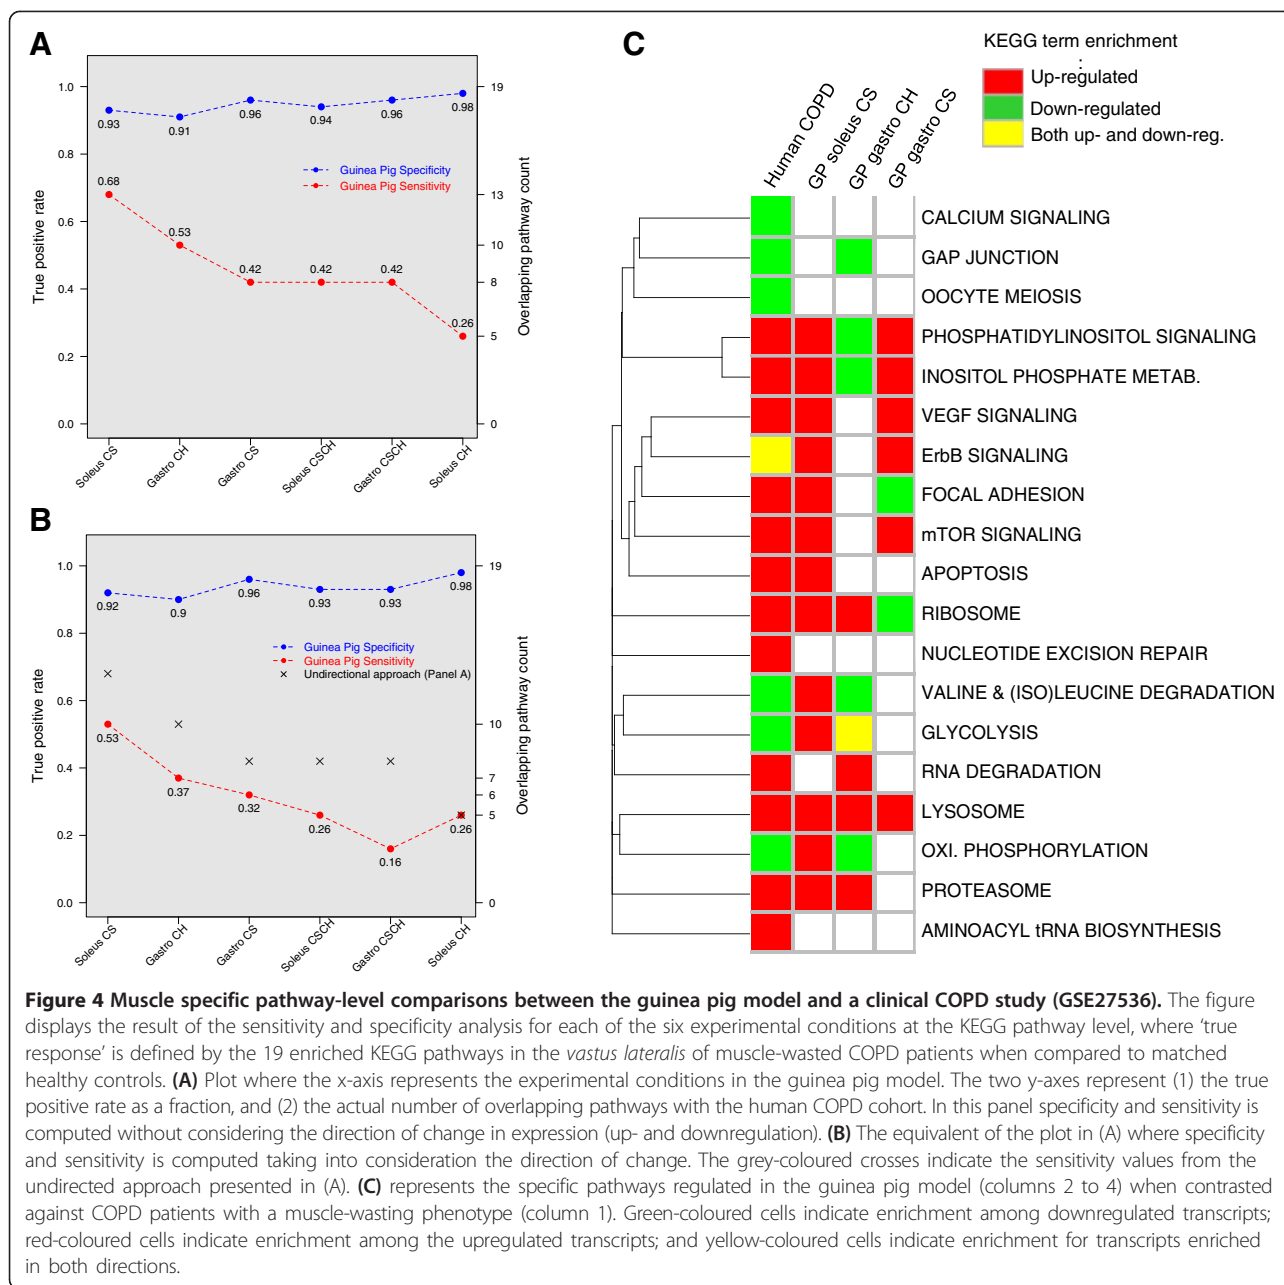 A
True positive rate
1.0
0.8
0.6
0.4
0.2
0.0
0.93
0.91
0.96
0.94
0.96
0.98
Guinea Pig Specificity
Guinea Pig Sensitivity
0.68
0.53
0.42
0.42
0.42
0.26
19
13
10
8
5
0
Overlapping pathway count
Soleus CS
Gastro CH
Gastro CS
Soleus CSCH
Gastro CSCH
Soleus CH
B
True positive rate
1.0
0.8
0.6
0.4
0.2
0.0
0.92
0.9
0.96
0.93
0.93
0.98
Guinea Pig Specificity
Guinea Pig Sensitivity
Undirectional approach (Panel A)
0.53
0.37
0.32
0.26
0.16
0.26
19
10
7
6
5
0
Overlapping pathway count
Soleus CS
Gastro CH
Gastro CS
Soleus CSCH
Gastro CSCH
Soleus CH
C
KEGG term enrichment
:
Up-regulated
Down-regulated
Both up- and down-reg.
Human COPD
GP soleus CS
GP gastro CH
GP gastro CS
CALCIUM SIGNALING
GAP JUNCTION
OOCYTE MEIOSIS
PHOSPHATIDYLINOSITOL SIGNALING
INOSITOL PHOSPHATE METAB.
VEGF SIGNALING
ErbB SIGNALING
FOCAL ADHESION
mTOR SIGNALING
APOPTOSIS
RIBOSOME
NUCLEOTIDE EXCISION REPAIR
VALINE & (ISO)LEUCINE DEGRADATION
GLYCOLYSIS
RNA DEGRADATION
LYSOSOME
OXI. PHOSPHORYLATION
PROTEASOME
AMINOACYL tRNA BIOSYNTHESIS
Figure 4 Muscle specific pathway-level comparisons between the guinea pig model and a clinical COPD study (GSE27536). The figure
displays the result of the sensitivity and specificity analysis for each of the six experimental conditions at the KEGG pathway level, where ‘true
response’ is defined by the 19 enriched KEGG pathways in the vastus lateralis of muscle-wasted COPD patients when compared to matched
healthy controls. (A) Plot where the x-axis represents the experimental conditions in the guinea pig model. The two y-axes represent (1) the true
positive rate as a fraction, and (2) the actual number of overlapping pathways with the human COPD cohort. In this panel specificity and sensitivity is
computed without considering the direction of change in expression (up- and downregulation). (B) The equivalent of the plot in (A) where specificity
and sensitivity is computed taking into consideration the direction of change. The grey-coloured crosses indicate the sensitivity values from the
undirected approach presented in (A). (C) represents the specific pathways regulated in the guinea pig model (columns 2 to 4) when contrasted
against COPD patients with a muscle-wasting phenotype (column 1). Green-coloured cells indicate enrichment among downregulated transcripts;
red-coloured cells indicate enrichment among the upregulated transcripts; and yellow-coloured cells indicate enrichment for transcripts enriched
in both directions.